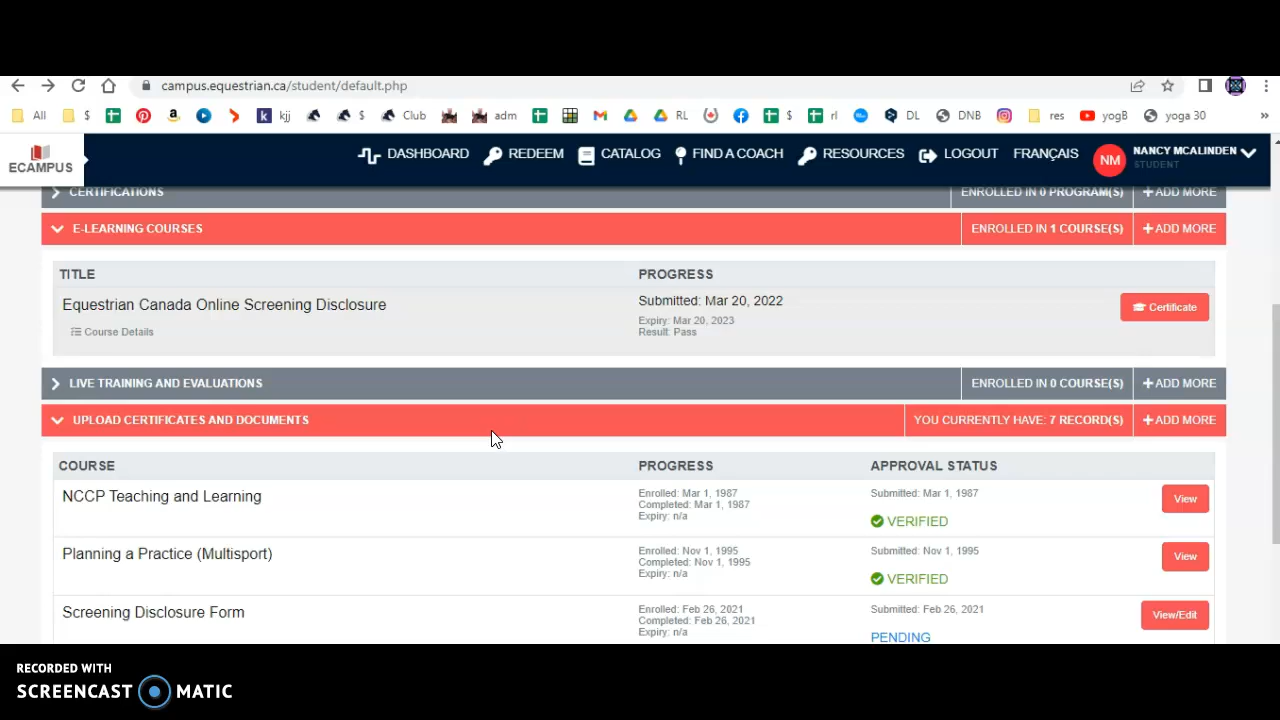 campus.equestrian.ca/student/default.php
All $ kjj $ Club adm RL $ rl DL DNB res yogB yoga 30 »
ECAMPUS DASHBOARD REDEEM CATALOG FIND A COACH RESOURCES LOGOUT FRANÇAIS NM NANCY MCALINDEN
STUDENT
CERTIFICATIONS ENROLLED IN 0 PROGRAM(S) +ADD MORE
E-LEARNING COURSES ENROLLED IN 1 COURSE(S) +ADD MORE
TITLE PROGRESS
Equestrian Canada Online Screening Disclosure Submitted: Mar 20, 2022 Certificate
Expiry: Mar 20, 2023
Course Details Result: Pass
LIVE TRAINING AND EVALUATIONS ENROLLED IN 0 COURSE(S) +ADD MORE
UPLOAD CERTIFICATES AND DOCUMENTS YOU CURRENTLY HAVE: 7 RECORD(S) +ADD MORE
COURSE PROGRESS APPROVAL STATUS
NCCP Teaching and Learning Enrolled: Mar 1, 1987 Submitted: Mar 1, 1987 View
Completed: Mar 1, 1987
Expiry: n/a VERIFIED
Planning a Practice (Multisport) Enrolled: Nov 1, 1995 Submitted: Nov 1, 1995 View
Completed: Nov 1, 1995
Expiry: n/a VERIFIED
Screening Disclosure Form Enrolled: Feb 26, 2021 Submitted: Feb 26, 2021 View/Edit
Completed: Feb 26, 2021
Expiry: n/a PENDING
RECORDED WITH
SCREENCAST MATIC